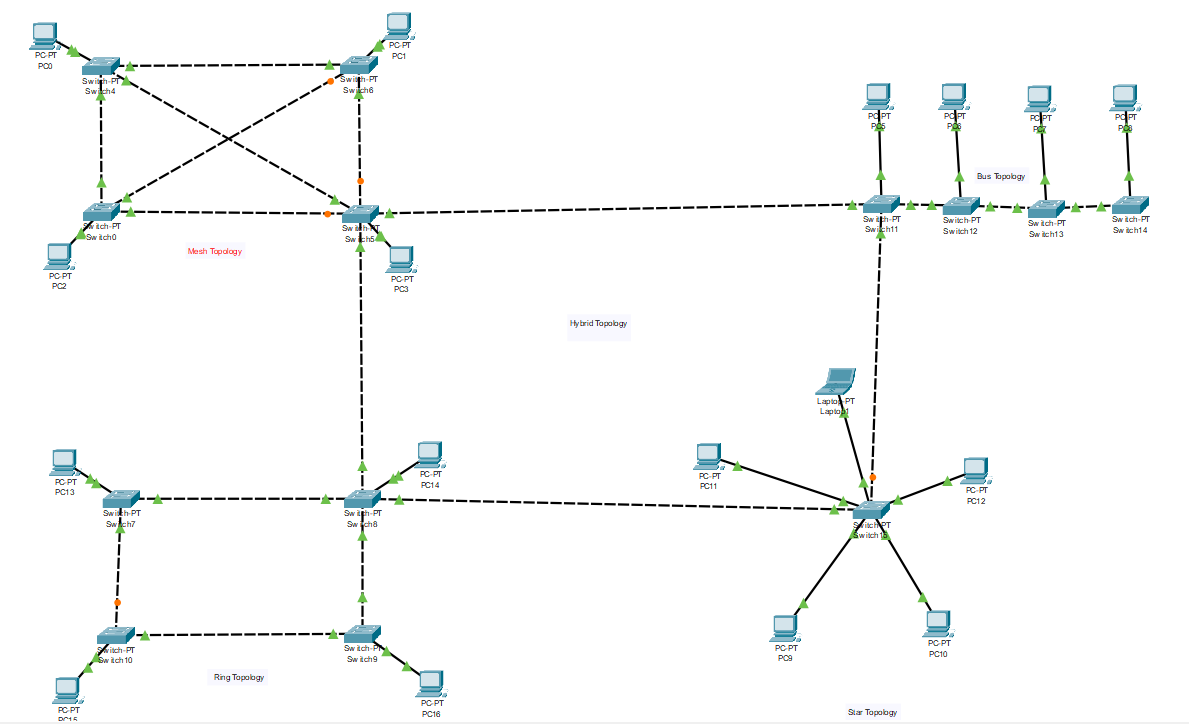 PC-PT
PC0
PC-PT
PC1
Switch-PT
Switch4
Switch-PT
Switch6
PC-PT
PC5
PC-PT
PC6
PC-PT
PC7
PC-PT
PC8
Bus Topology
Switch-PT
Switch0
Switch-PT
Switch5
Switch-PT
Switch11
Switch-PT
Switch12
Switch-PT
Switch13
Switch-PT
Switch14
Mesh Topology
PC-PT
PC2
PC-PT
PC3
Hybrid Topology
Laptop-PT
Laptop1
PC-PT
PC13
PC-PT
PC14
PC-PT
PC11
PC-PT
PC12
Switch-PT
Switch7
Switch-PT
Switch8
Switch-PT
Switch15
Switch-PT
Switch10
Switch-PT
Switch9
PC-PT
PC9
PC-PT
PC10
Ring Topology
PC-PT
PC15
PC-PT
PC16
Star Topology